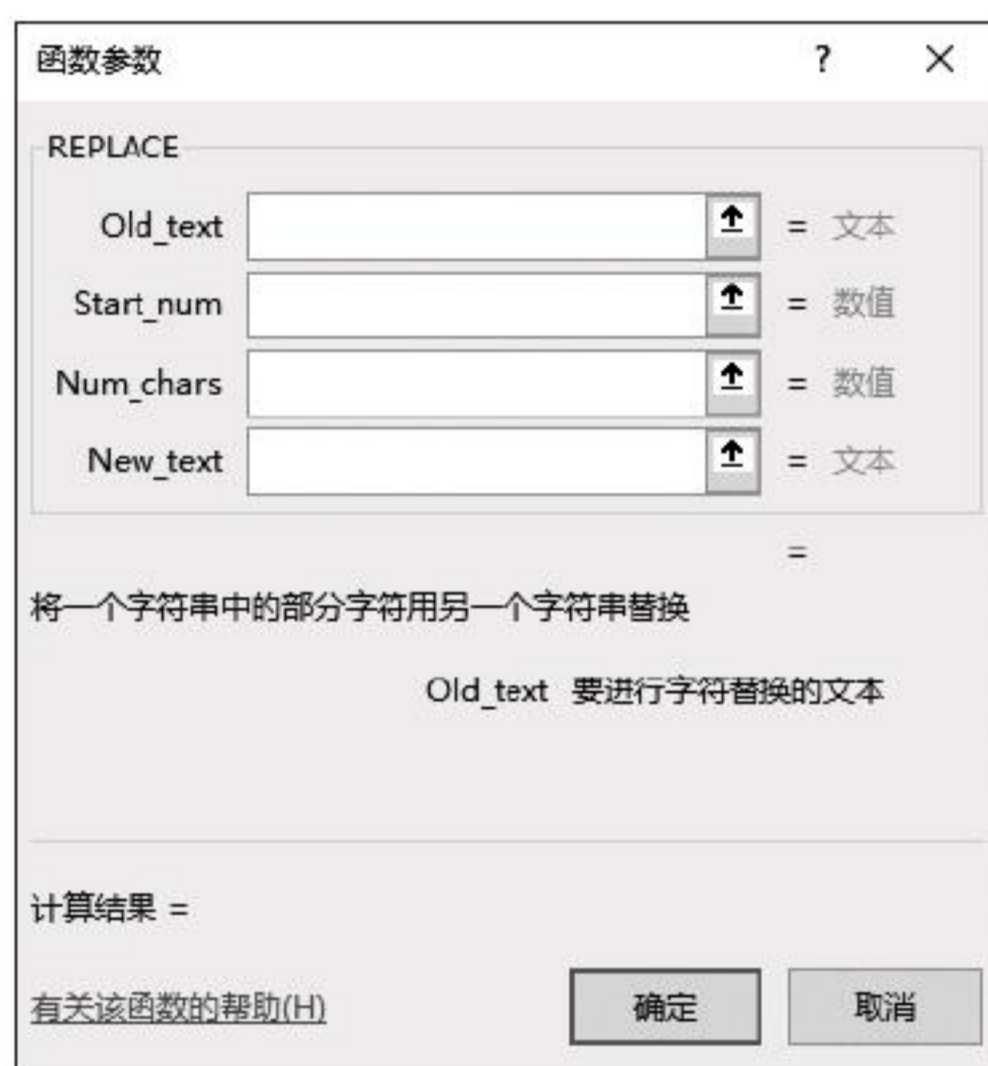 函数参数 ? ×
REPLACE
Old_text = 文本
Start_num = 数值
Num_chars = 数值
New_text = 文本
=
将一个字符串中的部分字符用另一个字符串替换
Old_text 要进行字符替换的文本
计算结果 =
有关该函数的帮助(H) 确定 取消